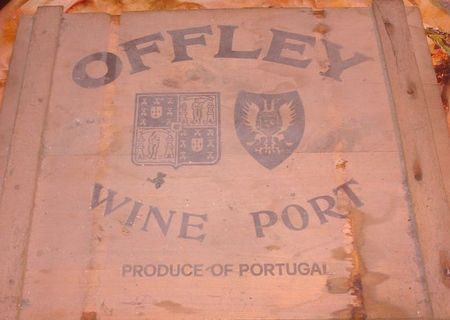 OFFLEY
WINE PORT
PRODUCE OF PORTUGAL